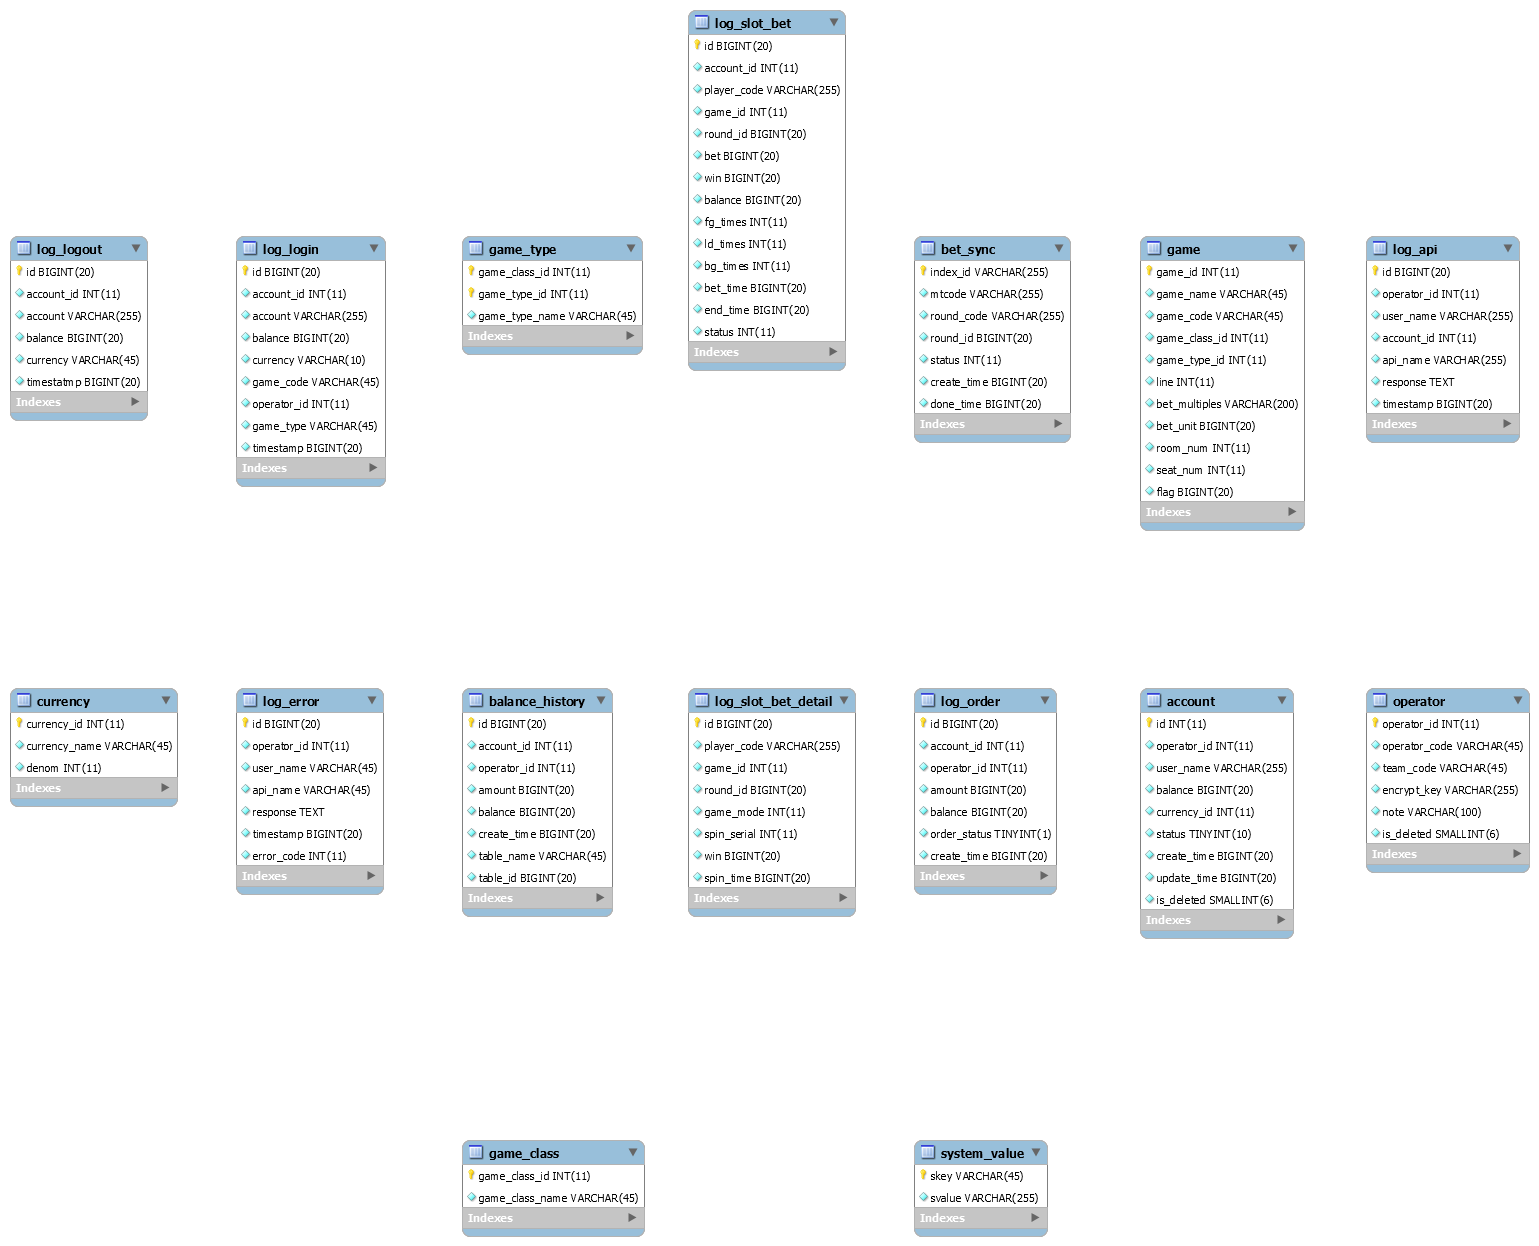 log_slot_bet
id BIGINT(20)
account_id INT(11)
player_code VARCHAR(255)
game_id INT(11)
round_id BIGINT(20)
bet BIGINT(20)
win BIGINT(20)
balance BIGINT(20)
fg_times INT(11)
ld_times INT(11)
bg_times INT(11)
bet_time BIGINT(20)
end_time BIGINT(20)
status INT(11)
Indexes
log_logout
id BIGINT(20)
account_id INT(11)
account VARCHAR(255)
balance BIGINT(20)
currency VARCHAR(45)
timestatmp BIGINT(20)
Indexes
log_login
id BIGINT(20)
account_id INT(11)
account VARCHAR(255)
balance BIGINT(20)
currency VARCHAR(10)
game_code VARCHAR(45)
operator_id INT(11)
game_type VARCHAR(45)
timestamp BIGINT(20)
Indexes
game_type
game_class_id INT(11)
game_type_id INT(11)
game_type_name VARCHAR(45)
Indexes
bet_sync
index_id VARCHAR(255)
mtcode VARCHAR(255)
round_code VARCHAR(255)
round_id BIGINT(20)
status INT(11)
create_time BIGINT(20)
done_time BIGINT(20)
Indexes
game
game_id INT(11)
game_name VARCHAR(45)
game_code VARCHAR(45)
game_class_id INT(11)
game_type_id INT(11)
line INT(11)
bet_multiples VARCHAR(200)
bet_unit BIGINT(20)
room_num INT(11)
seat_num INT(11)
flag BIGINT(20)
Indexes
log_api
id BIGINT(20)
operator_id INT(11)
user_name VARCHAR(255)
account_id INT(11)
api_name VARCHAR(255)
response TEXT
timestamp BIGINT(20)
Indexes
currency
currency_id INT(11)
currency_name VARCHAR(45)
denom INT(11)
Indexes
log_error
id BIGINT(20)
operator_id INT(11)
user_name VARCHAR(45)
api_name VARCHAR(45)
response TEXT
timestamp BIGINT(20)
error_code INT(11)
Indexes
balance_history
id BIGINT(20)
account_id INT(11)
operator_id INT(11)
amount BIGINT(20)
balance BIGINT(20)
create_time BIGINT(20)
table_name VARCHAR(45)
table_id BIGINT(20)
Indexes
log_slot_bet_detail
id BIGINT(20)
player_code VARCHAR(255)
game_id INT(11)
round_id BIGINT(20)
game_mode INT(11)
spin_serial INT(11)
win BIGINT(20)
spin_time BIGINT(20)
Indexes
log_order
id BIGINT(20)
account_id INT(11)
operator_id INT(11)
amount BIGINT(20)
balance BIGINT(20)
order_status TINYINT(1)
create_time BIGINT(20)
Indexes
account
id INT(11)
operator_id INT(11)
user_name VARCHAR(255)
balance BIGINT(20)
currency_id INT(11)
status TINYINT(10)
create_time BIGINT(20)
update_time BIGINT(20)
is_deleted SMALLINT(6)
Indexes
operator
operator_id INT(11)
operator_code VARCHAR(45)
team_code VARCHAR(45)
encrypt_key VARCHAR(255)
note VARCHAR(100)
is_deleted SMALLINT(6)
Indexes
game_class
game_class_id INT(11)
game_class_name VARCHAR(45)
Indexes
system_value
skey VARCHAR(45)
svalue VARCHAR(255)
Indexes